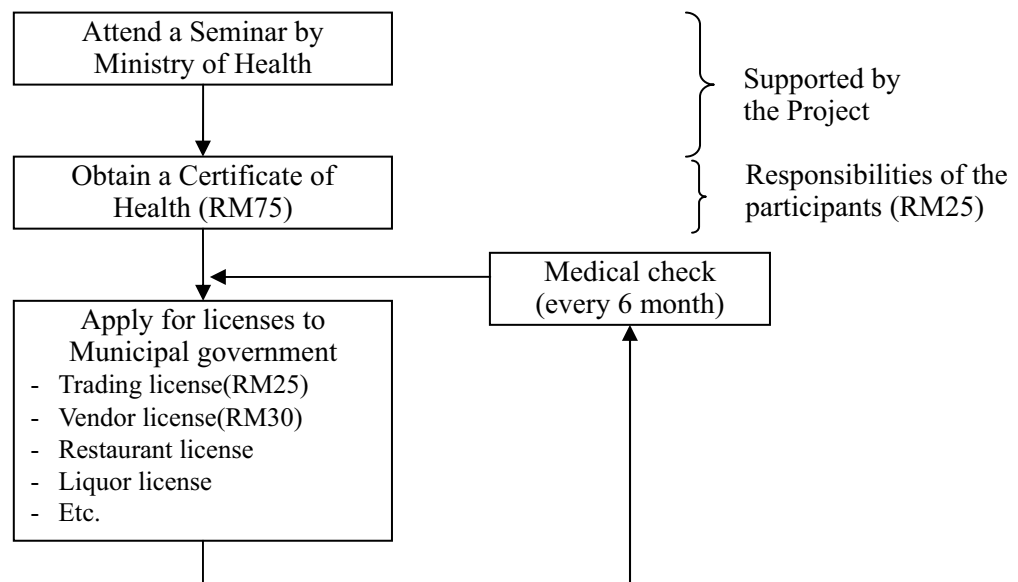 Attend a Seminar by
Ministry of Health
Supported by
the Project
Obtain a Certificate of
Health (RM75)
Responsibilities of the
participants (RM25)
Medical check
(every 6 month)
Apply for licenses to
Municipal government
- Trading license(RM25)
- Vendor license(RM30)
- Restaurant license
- Liquor license
- Etc.